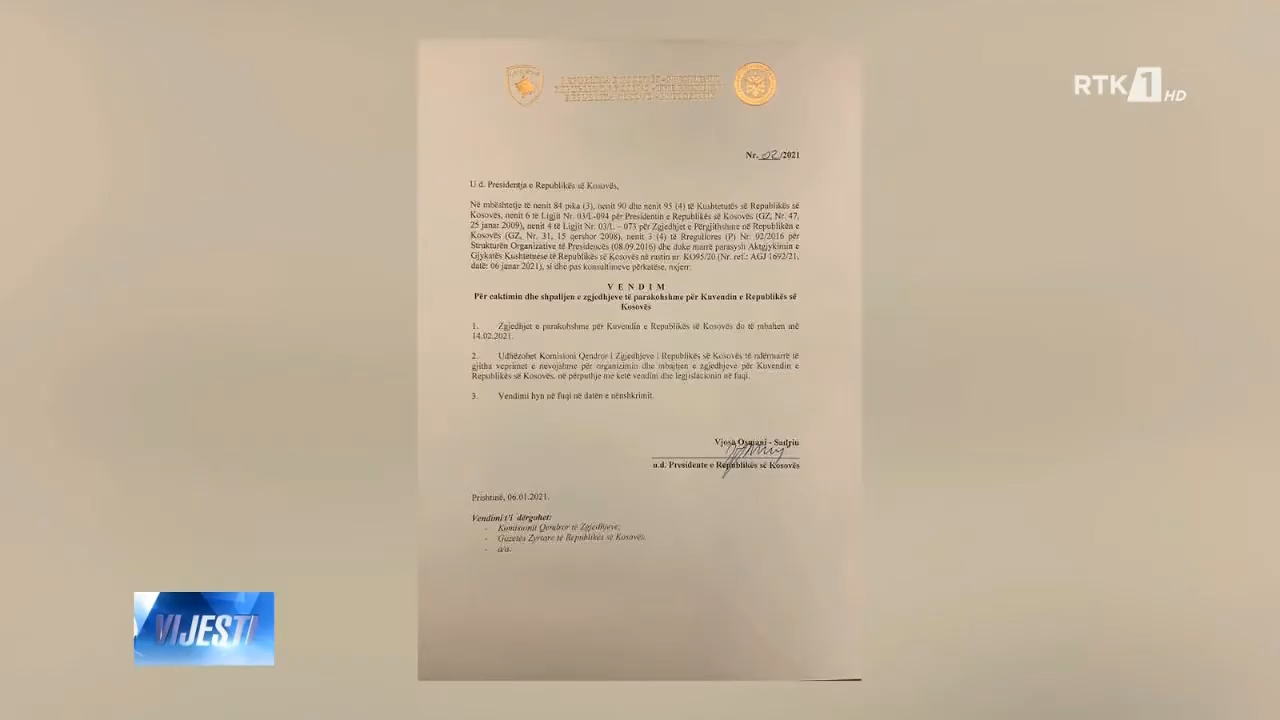 RTK 1 HD
Nr. 02/2021
U d. Presidentja e Republikës së Kosovës,
Në mbështetje të nenit 84 pika (3), nenit 90 dhe nenit 95 (4) të Kushtetutës së Republikës së
Kosovës, nenit 6 të Ligjit Nr. 03/L-094 për Presidentin e Republikës së Kosovës (GZ, Nr. 47,
25 janar 2009), nenit 4 të Ligjit Nr. 03/L – 073 për Zgjedhjet e Përgjithshme në Republikën e
Kosovës (GZ, Nr. 31, 15 qershor 2008), nenit 3 (4) të Rregullores (P) Nr. 02/2016 për
Strukturën Organizative të Presidencës (08.09.2016) dhe duke marrë parasysh Aktgjykimin e
Gjykatës Kushtetuese të Republikës së Kosovës në rastin nr. KO95/20 (Nr. ref.: AGJ 1692/21,
datë: 06 janar 2021), si dhe pas konsultimeve përkatëse, nxjerr:
V E N D I M
Për caktimin dhe shpalljen e zgjedhjeve të parakohshme për Kuvendin e Republikës së
Kosovës
1. Zgjedhjet e parakohshme për Kuvendin e Republikës së Kosovës do të mbahen më
14.02.2021.
2. Udhëzohet Komisioni Qendror i Zgjedhjeve i Republikës së Kosovës të ndërmarrë të
gjitha veprimet e nevojshme për organizimin dhe mbajtjen e zgjedhjeve për Kuvendin e
Republikës së Kosovës, në përputhje me këtë vendim dhe legjislacionin në fuqi.
3. Vendimi hyn në fuqi në datën e nënshkrimit.
Vjosa Osmani - Sadriu
u.d. Presidente e Republikës së Kosovës
Prishtinë, 06.01.2021.
Vendimi t'i dërgohet:
- Komisionit Qendror të Zgjedhjeve;
- Gazetës Zyrtare të Republikës së Kosovës.
- a/a.
VIJESTI